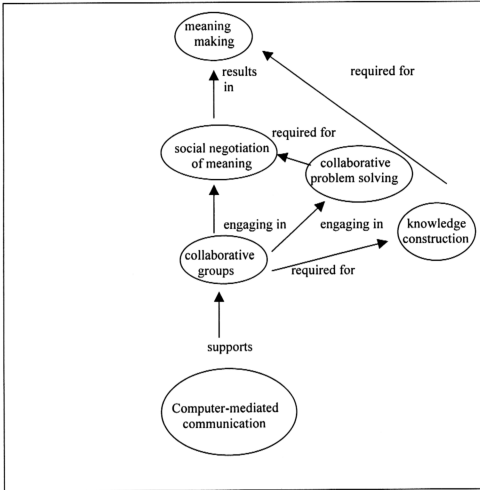 meaning
making
results
in
required for
required for
social negotiation
of meaning
collaborative
problem solving
engaging in
engaging in
knowledge
construction
collaborative
groups
required for
supports
Computer-mediated
communication